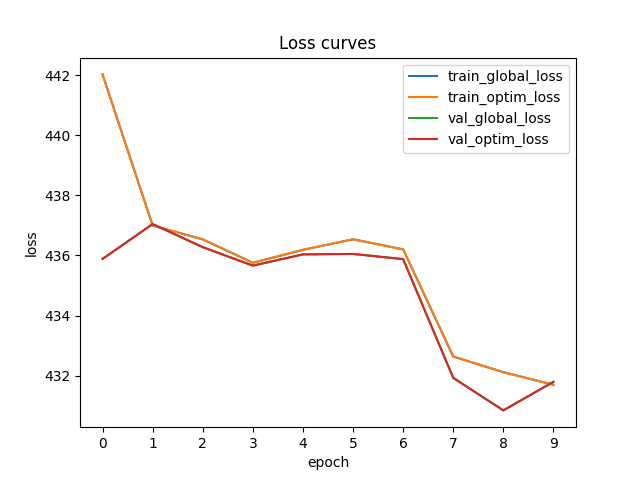 Loss curves
train_global_loss
train_optim_loss
val_global_loss
val_optim_loss
442
440
438
436
434
432
loss
0 1 2 3 4 5 6 7 8 9
epoch